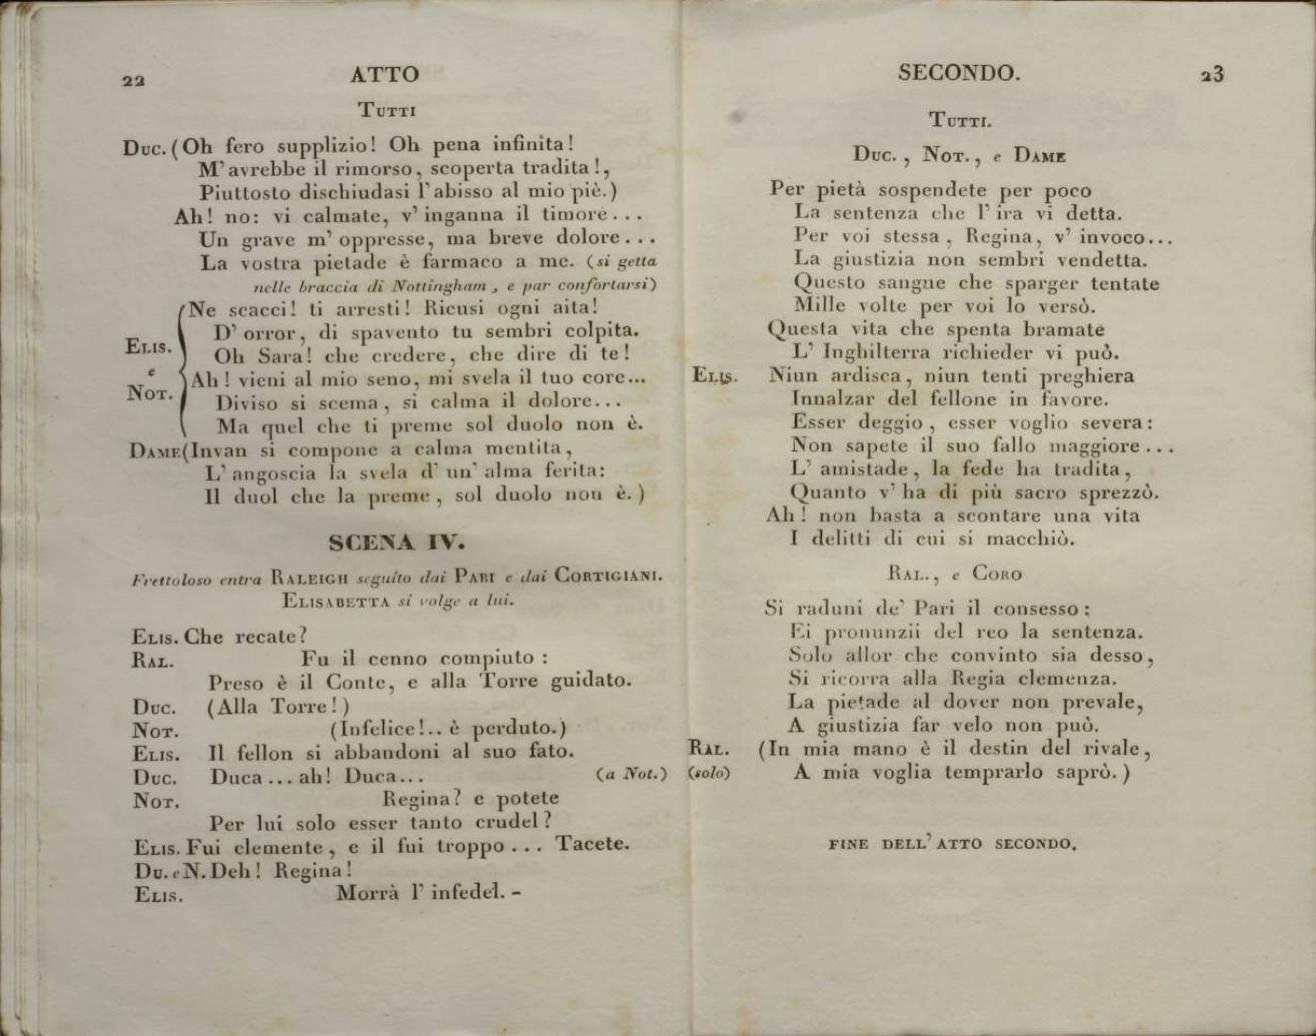 22 ATTO
Tutti
Duc. (Oh fero supplizio! Oh pena infinita!
M' avrebbe il rimorso, scoperta tradita!,
Piuttosto dischiudasi l' abisso al mio piè.)
Ah! no: vi calmate, v' inganna il timore...
Un grave m' oppresse, ma breve dolore...
La vostra pietade è farmaco a me. (si getta
nelle braccia di Nottingham, e par confortarsi)
Ne scacci! ti arresti! Ricusi ogni aita!
D' orror, di spavento tu sembri colpita.
Elis. Oh Sara! che credere, che dire di te!
e Ah! vieni al mio seno, mi svela il tuo core...
Not. Diviso si scema, si calma il dolore...
Ma quel che ti preme sol duolo non è.
Dame (Invan si compone a calma mentita,
L' angoscia la svela d' un' alma ferita:
Il duol che la preme, sol duolo non è.)
SCENA IV.
Frettoloso entra Raleigh seguito dai Pari e dai Cortigiani.
Elisabetta si volge a lui.
Elis. Che recate?
Ral. Fu il cenno compiuto:
Preso è il Conte, e alla Torre guidato.
Duc. (Alla Torre!)
Not. (Infelice!.. è perduto.)
Elis. Il fellon si abbandoni al suo fato.
Duc. Duca... ah! Duca... (a Not.)
Not. Regina? e potete
Per lui solo esser tanto crudel?
Elis. Fui clemente, e il fui troppo... Tacete.
Du. e N. Deh! Regina!
Elis. Morrà l' infedel. -
SECONDO. 23
Tutti.
Duc., Not., e Dame
Per pietà sospendete per poco
La sentenza che l' ira vi detta.
Per voi stessa, Regina, v' invoco...
La giustizia non sembri vendetta.
Questo sangue che sparger tentate
Mille volte per voi lo versò.
Questa vita che spenta bramate
L' Inghilterra richieder vi può.
Elis. Niun ardisca, niun tenti preghiera
Innalzar del fellone in favore.
Esser deggio, esser voglio severa:
Non sapete il suo fallo maggiore...
L' amistade, la fede ha tradita,
Quanto v' ha di più sacro sprezzò.
Ah! non basta a scontare una vita
I delitti di cui si macchiò.
Ral., e Coro
Si raduni de' Pari il consesso:
Ei pronunzii del reo la sentenza.
Solo allor che convinto sia desso,
Si ricorra alla Regia clemenza.
La pietade al dover non prevale,
A giustizia far velo non può.
Ral. (In mia mano è il destin del rivale,
(solo) A mia voglia temprarlo saprò.)
FINE DELL' ATTO SECONDO.